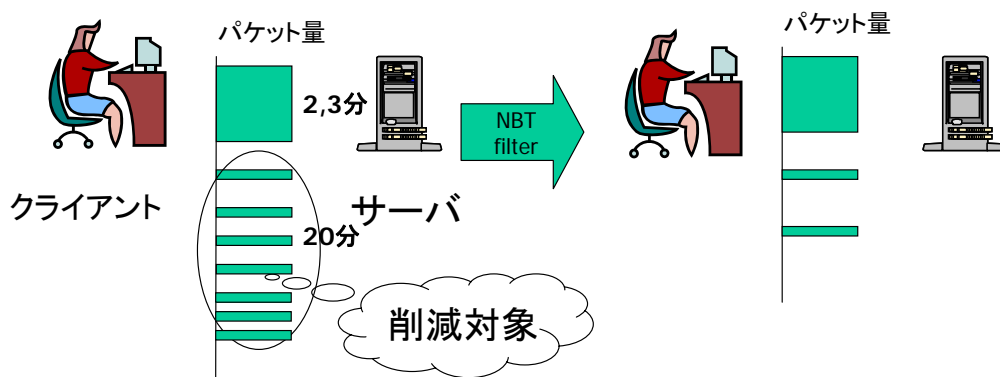 パケット量
2,3分
クライアント
サーバ
20分
削減対象
NBT
filter
パケット量